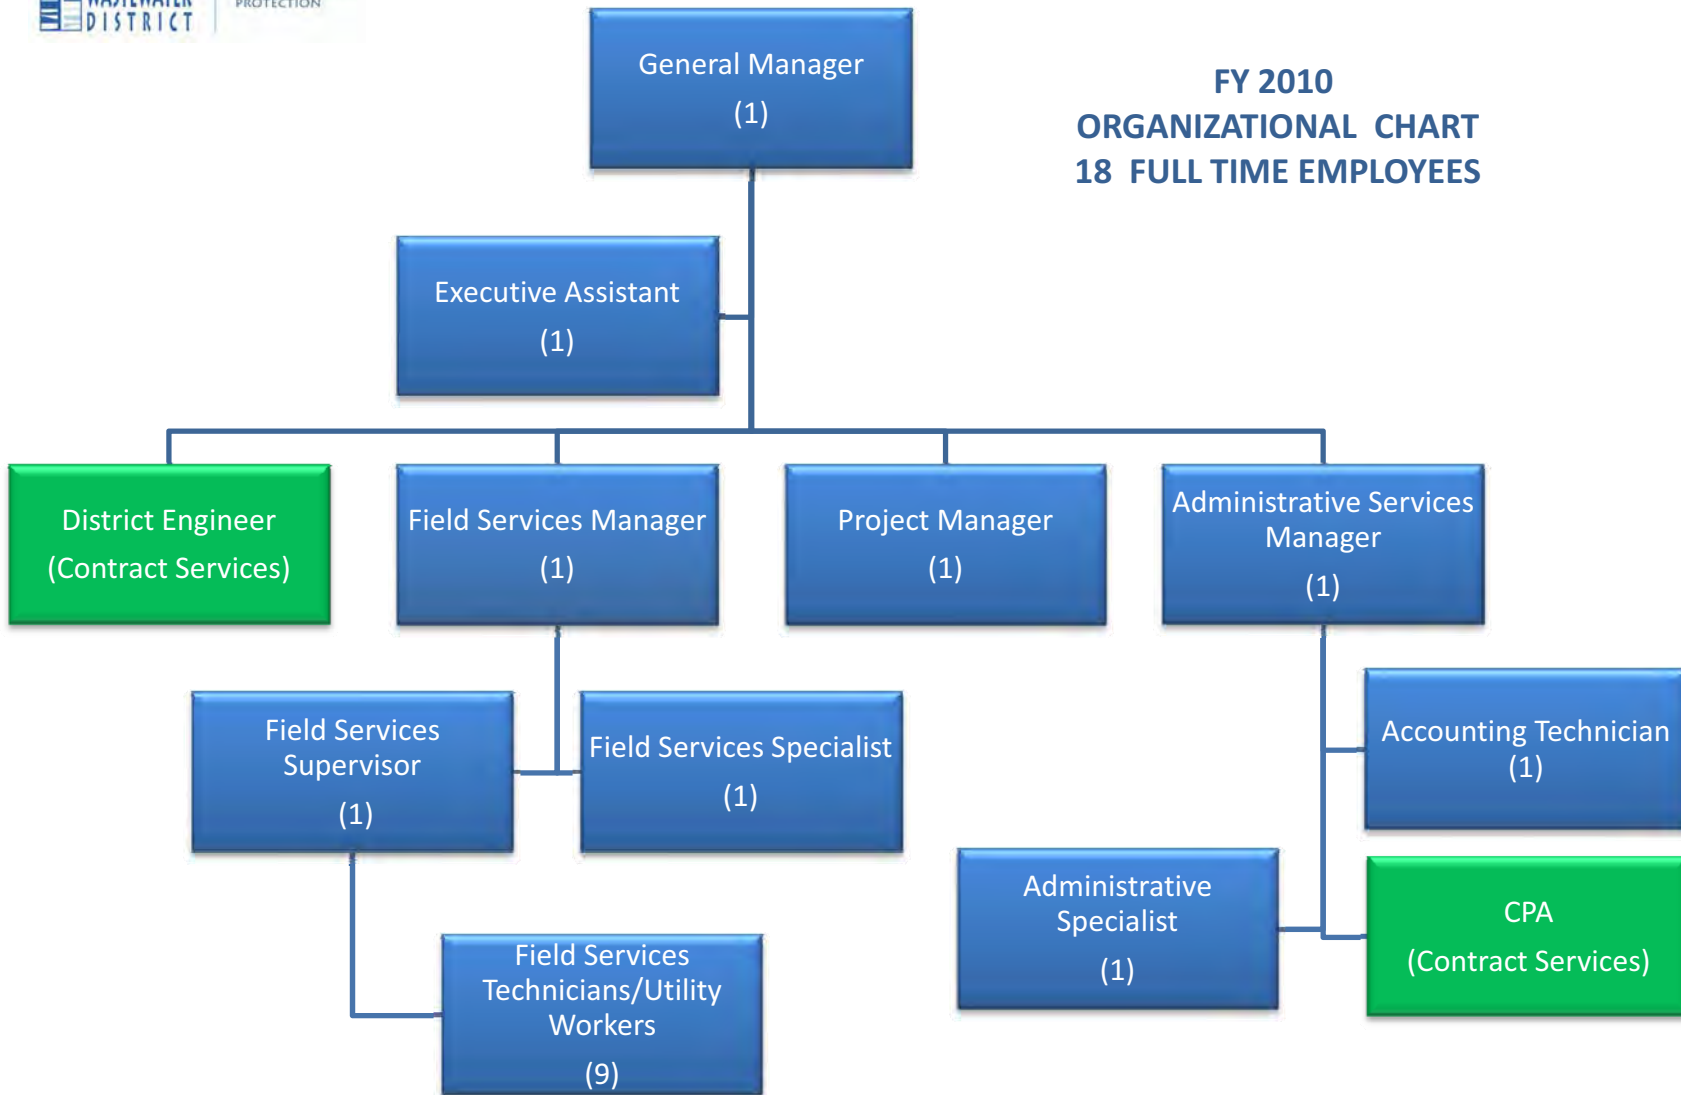 WASTEWATER
DISTRICT
PROTECTION
General Manager
(1)
FY 2010
ORGANIZATIONAL CHART
18 FULL TIME EMPLOYEES
Executive Assistant
(1)
District Engineer
(Contract Services)
Field Services Manager
(1)
Project Manager
(1)
Administrative Services
Manager
(1)
Field Services
Supervisor
(1)
Field Services Specialist
(1)
Accounting Technician
(1)
Administrative
Specialist
(1)
CPA
(Contract Services)
Field Services
Technicians/Utility
Workers
(9)